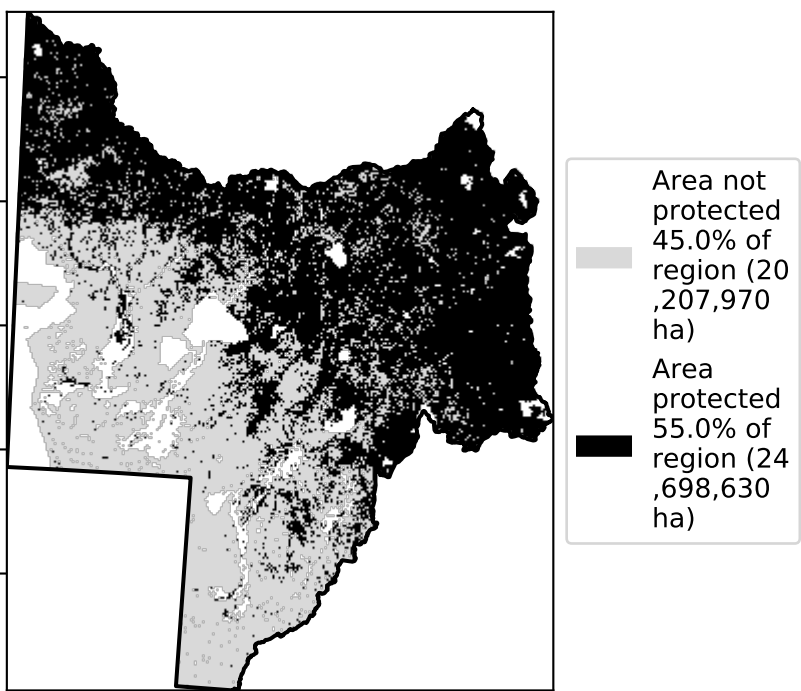 Area not
protected
45.0% of
region (20
,207,970
ha)
Area
protected
55.0% of
region (24
,698,630
ha)